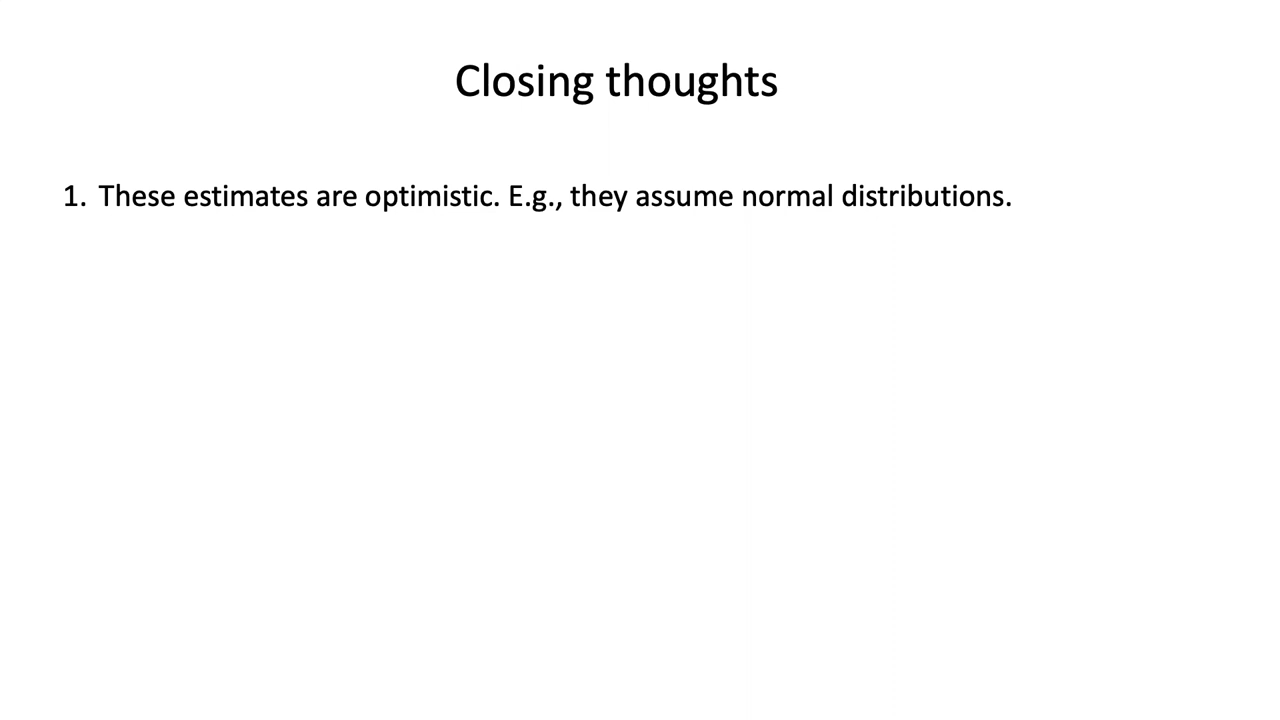 Closing thoughts
1. These estimates are optimistic. E.g., they assume normal distributions.